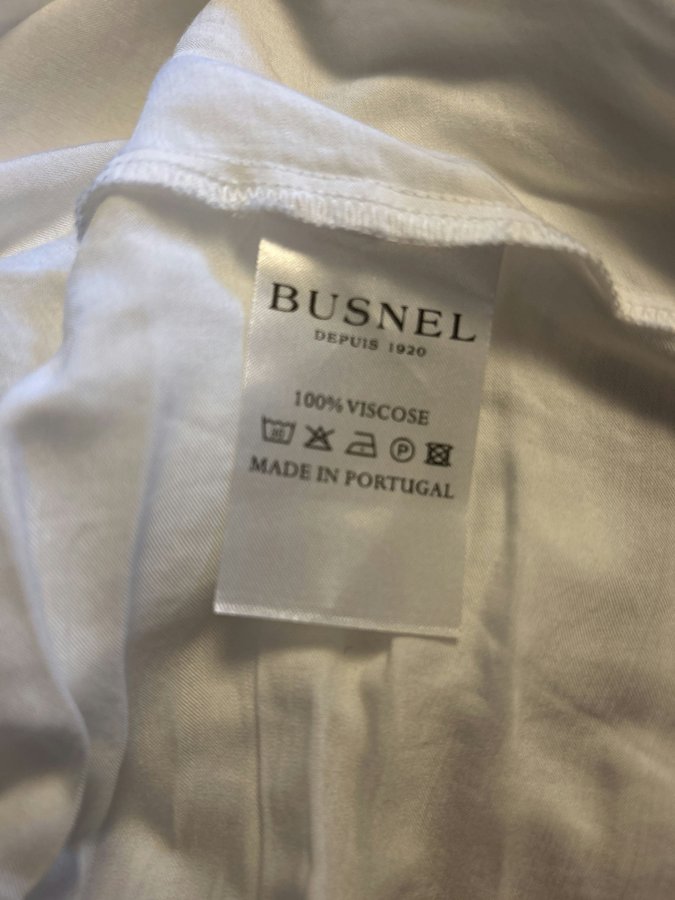 BUSNEL
DEPUIS 1920
100% VISCOSE
P
MADE IN PORTUGAL